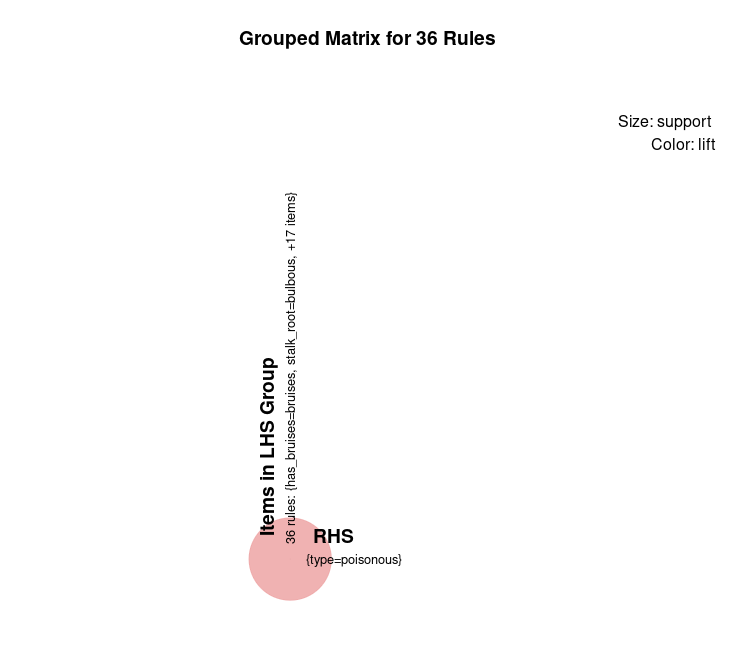 Grouped Matrix for 36 Rules
Size: support
Color: lift
Items in LHS Group
36 rules: {has_bruises=bruises, stalk_root=bulbous, +17 items}
RHS
{type=poisonous}